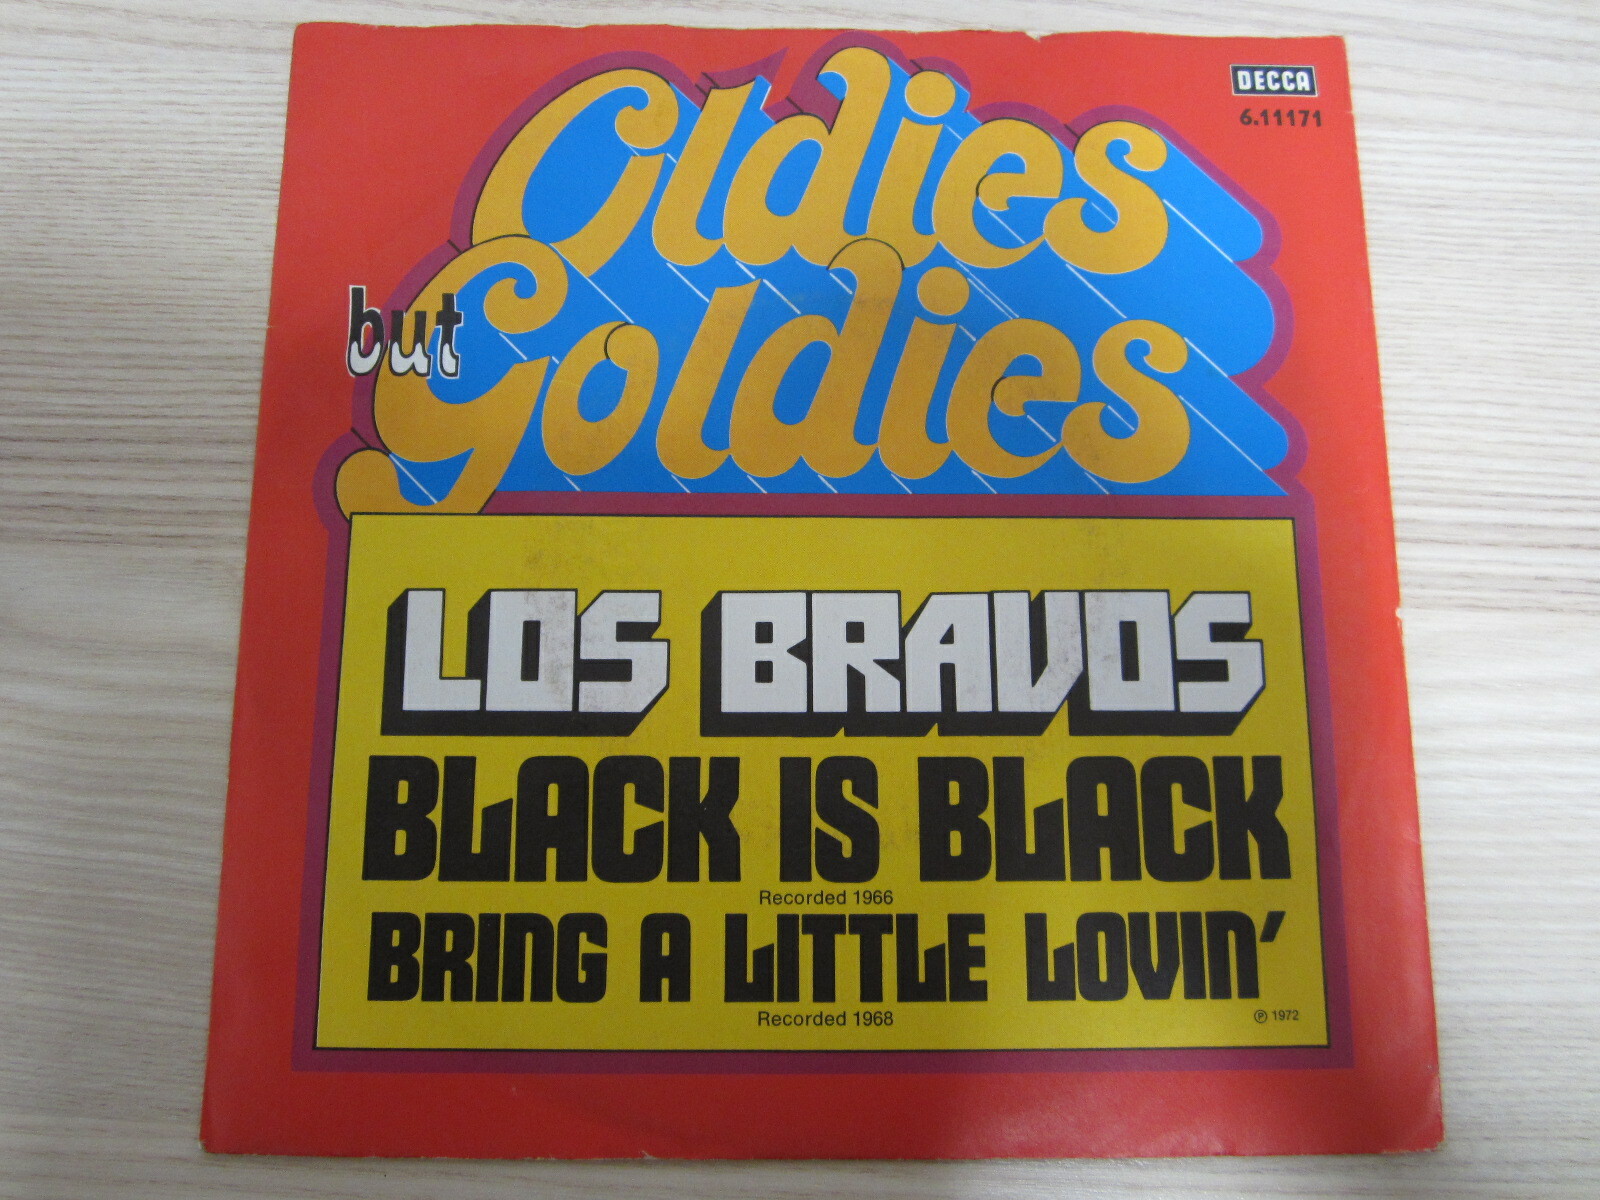 DECCA
6.11171
Oldies
but
Goldies
LOS BRAVOS
BLACK IS BLACK
Recorded 1966
BRING A LITTLE LOVIN'
Recorded 1968
℗ 1972